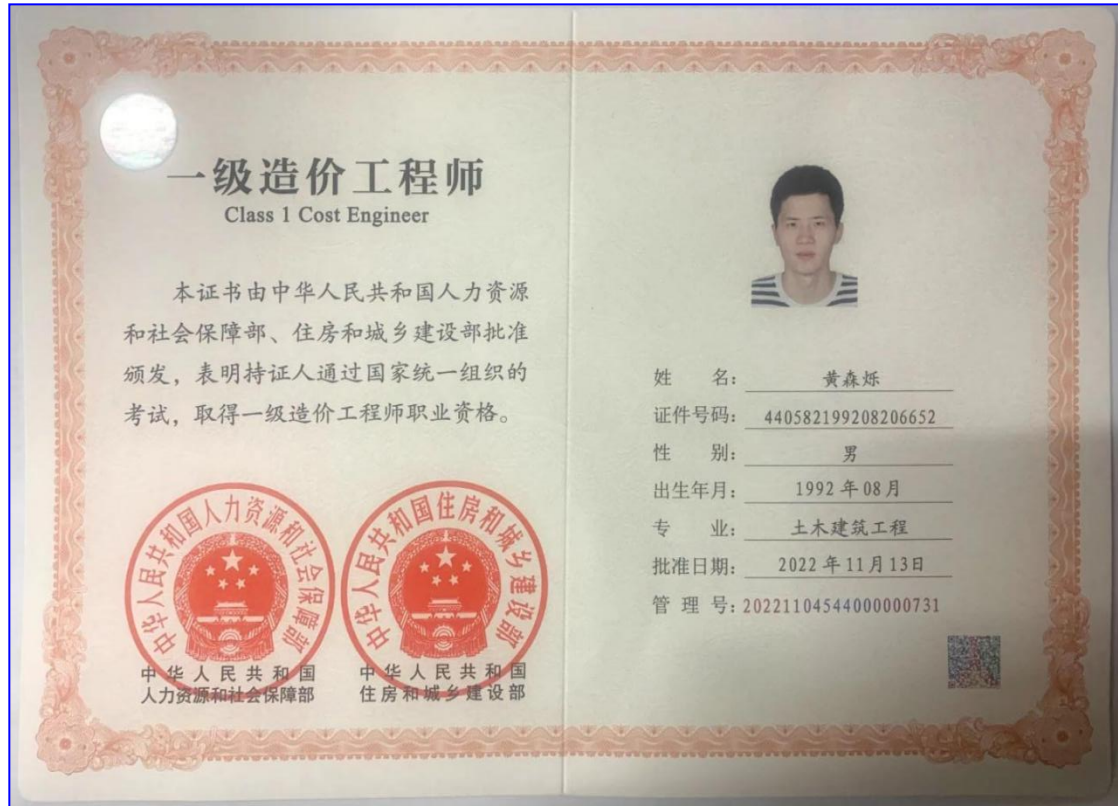 一级造价工程师
Class 1 Cost Engineer
本证书由中华人民共和国人力资源
和社会保障部、住房和城乡建设部批准
颁发，表明持证人通过国家统一组织的
考试，取得一级造价工程师职业资格。
中华人民共和国人力资源和社会保障部
中华人民共和国住房和城乡建设部
中华人民共和国
人力资源和社会保障部
中华人民共和国
住房和城乡建设部
姓 名：黄森烁
证件号码：440582199208206652
性 别：男
出生年月：1992年08月
专 业：土木建筑工程
批准日期：2022年11月13日
管 理 号：20221104544000000731